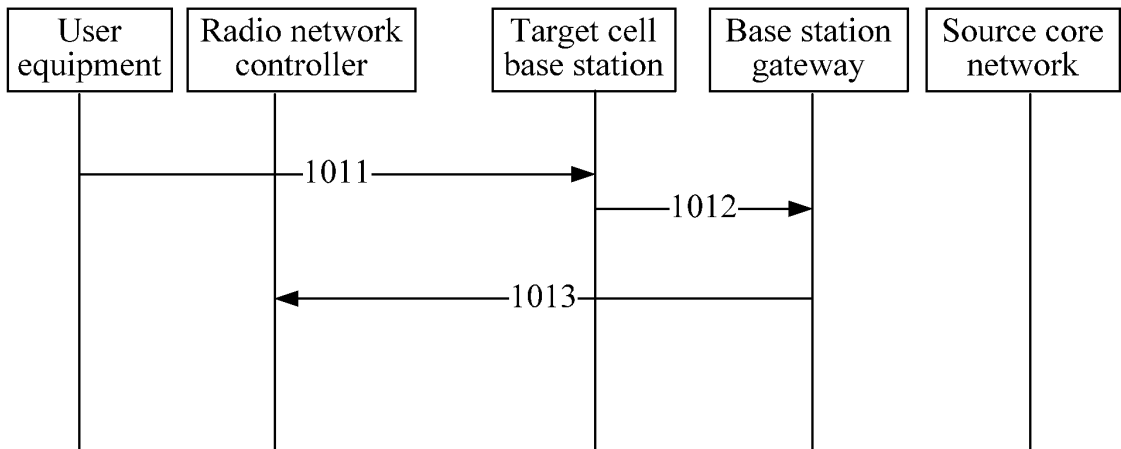 User
equipment
Radio network
controller
Target cell
base station
Base station
gateway
Source core
network
1011
1012
1013